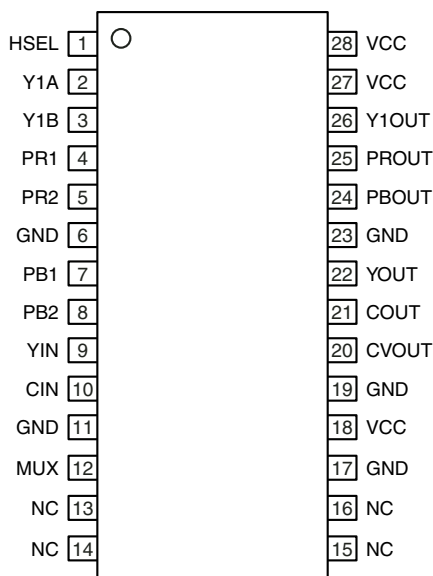 HSEL 1 28 VCC
Y1A 2 27 VCC
Y1B 3 26 Y1OUT
PR1 4 25 PROUT
PR2 5 24 PBOUT
GND 6 23 GND
PB1 7 22 YOUT
PB2 8 21 COUT
YIN 9 20 CVOUT
CIN 10 19 GND
GND 11 18 VCC
MUX 12 17 GND
NC 13 16 NC
NC 14 15 NC